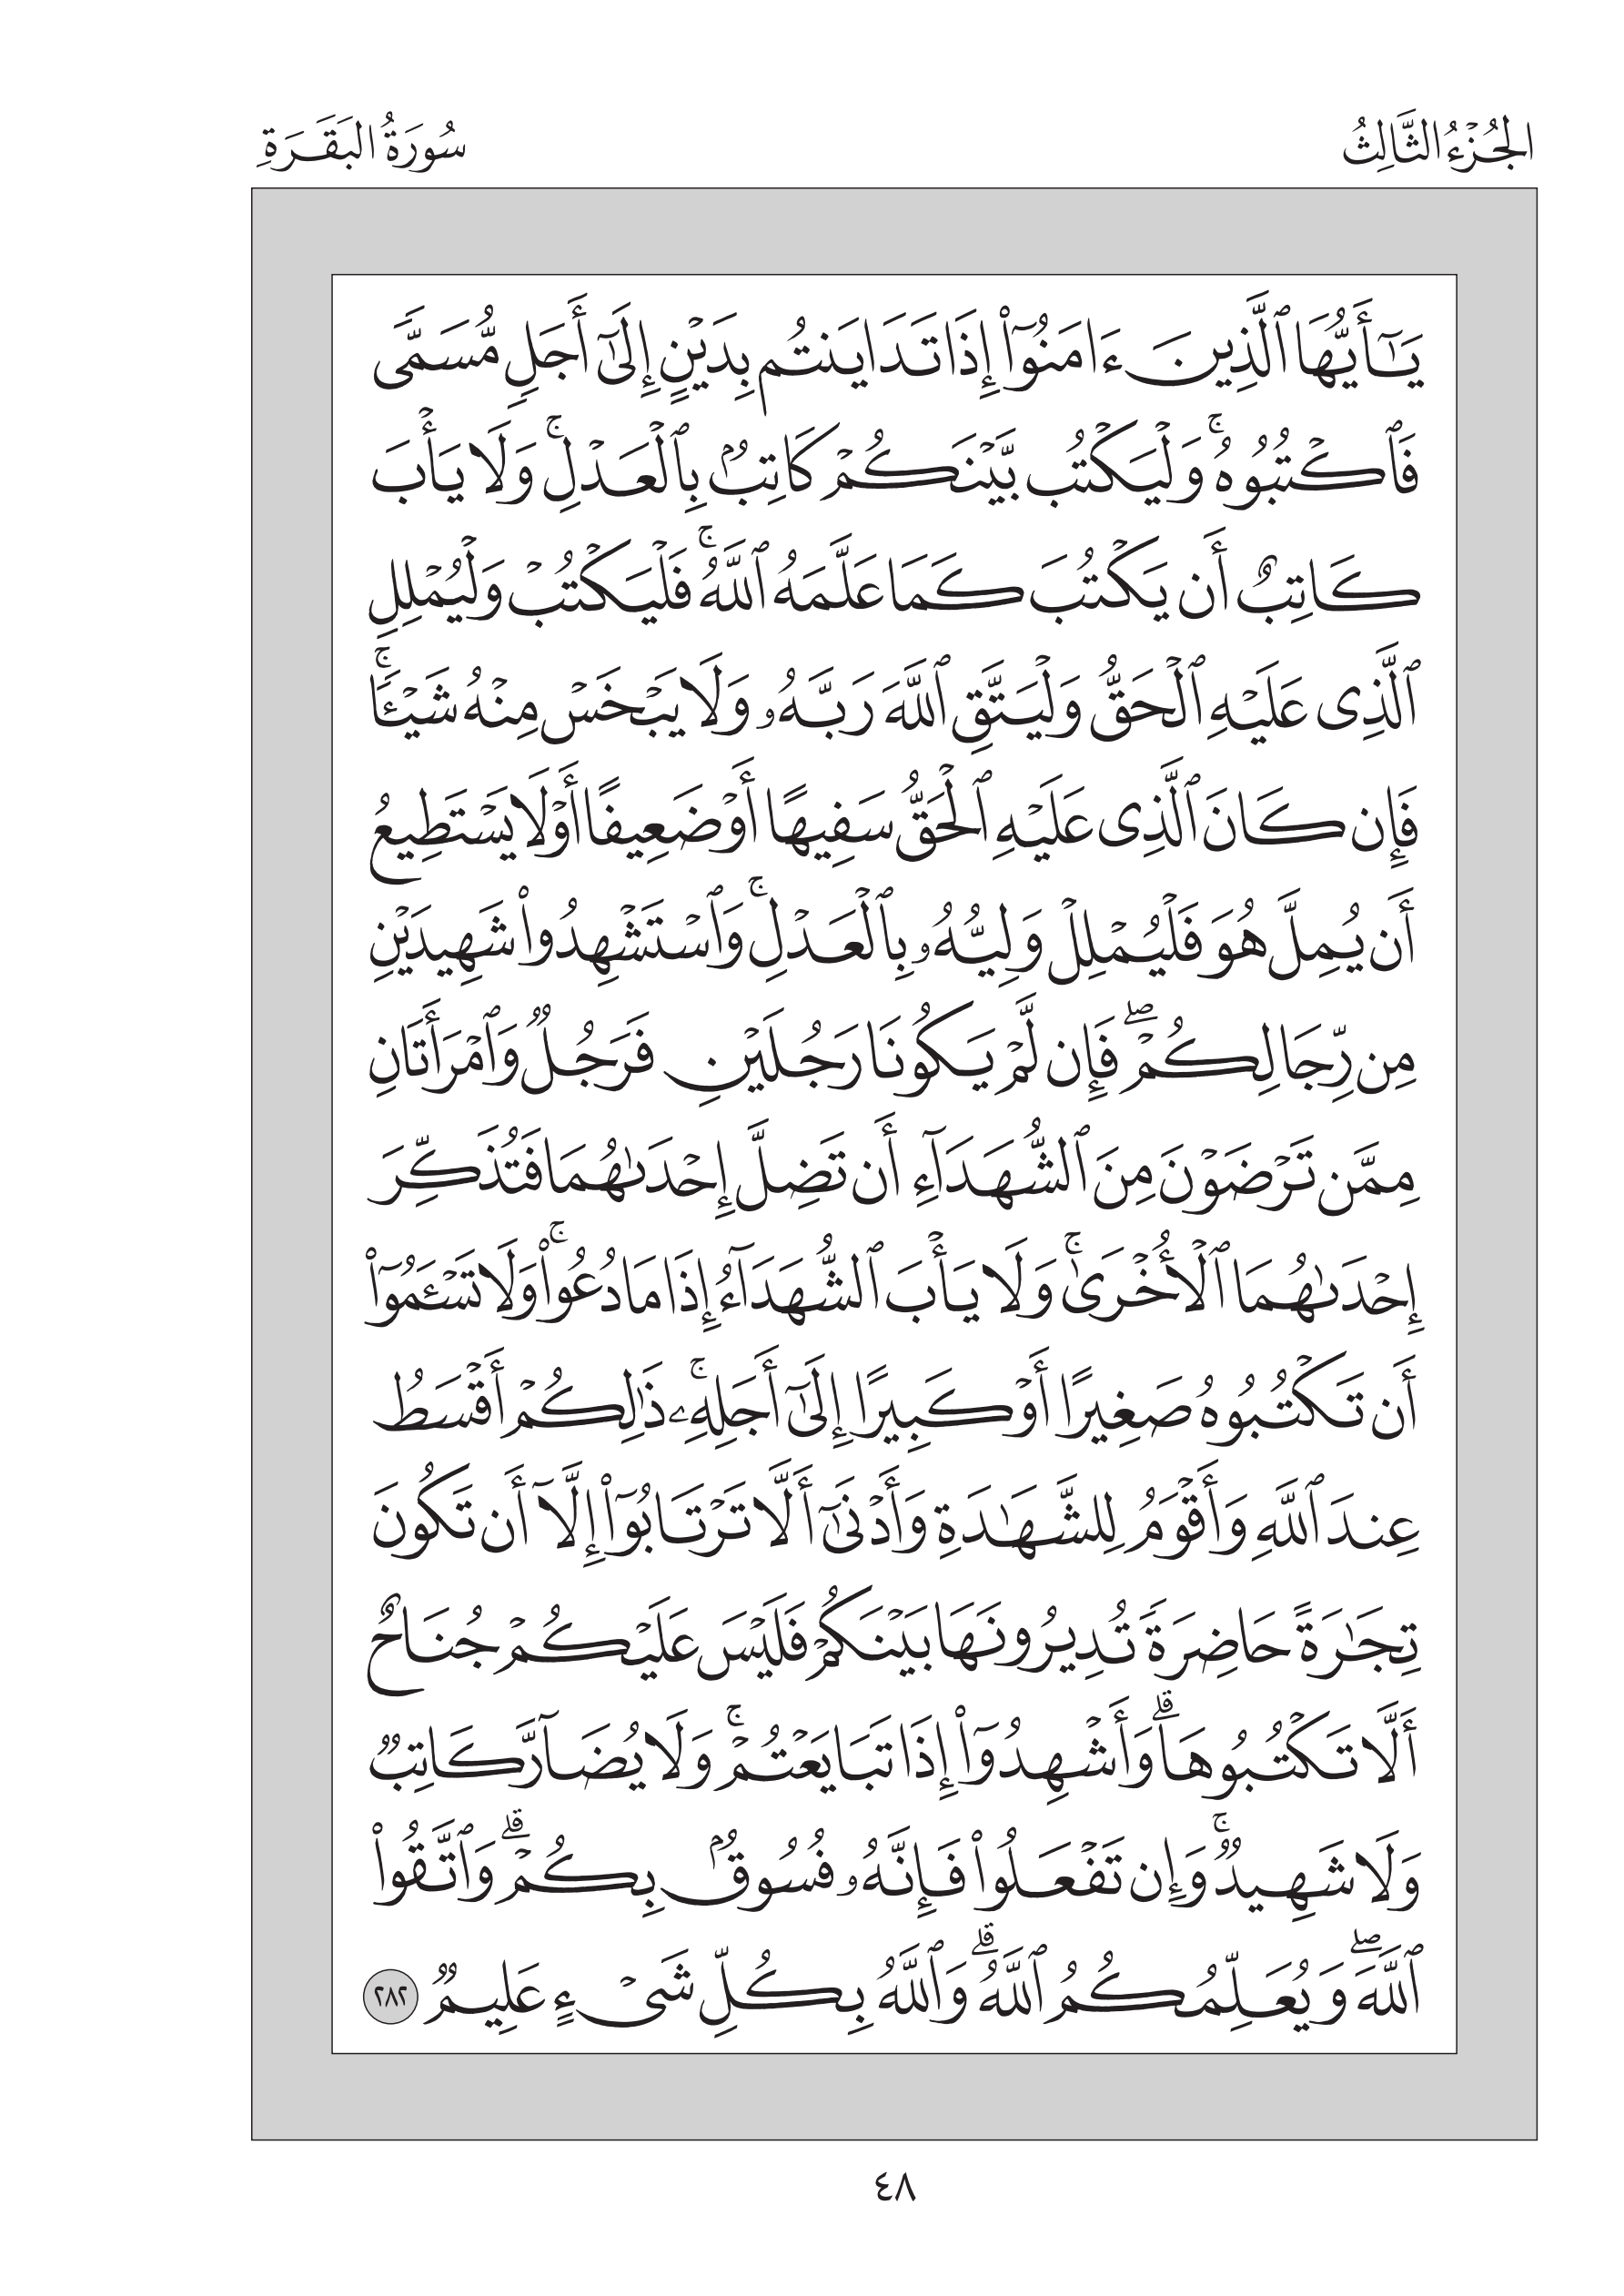 الجُزْءُ الثَّالِثُ
سُورَةُ البَقَرَةِ
يَٰٓأَيُّهَا ٱلَّذِينَ ءَامَنُوٓا۟ إِذَا تَدَايَنتُم بِدَيْنٍ إِلَىٰٓ أَجَلٍ مُّسَمًّى
فَٱكْتُبُوهُ ۚ وَلْيَكْتُب بَّيْنَكُمْ كَاتِبٌۢ بِٱلْعَدْلِ ۚ وَلَا يَأْبَ
كَاتِبٌ أَن يَكْتُبَ كَمَا عَلَّمَهُ ٱللَّهُ ۚ فَلْيَكْتُبْ وَلْيُمْلِلِ
ٱلَّذِى عَلَيْهِ ٱلْحَقُّ وَلْيَتَّقِ ٱللَّهَ رَبَّهُۥ وَلَا يَبْخَسْ مِنْهُ شَيْـًٔا ۚ
فَإِن كَانَ ٱلَّذِى عَلَيْهِ ٱلْحَقُّ سَفِيهًا أَوْ ضَعِيفًا أَوْ لَا يَسْتَطِيعُ
أَن يُمِلَّ هُوَ فَلْيُمْلِلْ وَلِيُّهُۥ بِٱلْعَدْلِ ۚ وَٱسْتَشْهِدُوا۟ شَهِيدَيْنِ
مِن رِّجَالِكُمْ ۖ فَإِن لَّمْ يَكُونَا رَجُلَيْنِ فَرَجُلٌ وَٱمْرَأَتَانِ
مِمَّن تَرْضَوْنَ مِنَ ٱلشُّهَدَآءِ أَن تَضِلَّ إِحْدَىٰهُمَا فَتُذَكِّرَ
إِحْدَىٰهُمَا ٱلْأُخْرَىٰ ۚ وَلَا يَأْبَ ٱلشُّهَدَآءُ إِذَا مَا دُعُوا۟ ۚ وَلَا تَسْـَٔمُوٓا۟
أَن تَكْتُبُوهُ صَغِيرًا أَوْ كَبِيرًا إِلَىٰٓ أَجَلِهِۦ ۚ ذَٰلِكُمْ أَقْسَطُ
عِندَ ٱللَّهِ وَأَقْوَمُ لِلشَّهَٰدَةِ وَأَدْنَىٰٓ أَلَّا تَرْتَابُوٓا۟ إِلَّآ أَن تَكُونَ
تِجَٰرَةً حَاضِرَةً تُدِيرُونَهَا بَيْنَكُمْ فَلَيْسَ عَلَيْكُمْ جُنَاحٌ
أَلَّا تَكْتُبُوهَا ۗ وَأَشْهِدُوٓا۟ إِذَا تَبَايَعْتُمْ ۚ وَلَا يُضَآرَّ كَاتِبٌ
وَلَا شَهِيدٌ ۚ وَإِن تَفْعَلُوا۟ فَإِنَّهُۥ فُسُوقٌۢ بِكُمْ ۗ وَٱتَّقُوا۟
ٱللَّهَ ۖ وَيُعَلِّمُكُمُ ٱللَّهُ ۗ وَٱللَّهُ بِكُلِّ شَىْءٍ عَلِيمٌ ٢٨٢
٤٨